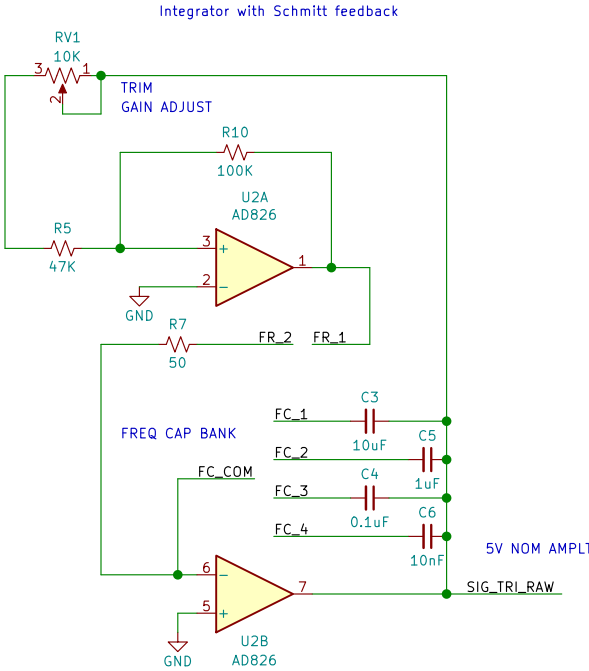 Integrator with Schmitt feedback
RV1
10K
3
1
2
TRIM
GAIN ADJUST
R10
100K
U2A
AD826
R5
47K
3
+
1
2
−
GND
R7
50
FR_2
FR_1
C3
FC_1
10uF
FREQ CAP BANK
C5
FC_2
1uF
FC_COM
C4
FC_3
0.1uF
C6
FC_4
10nF
5V NOM AMPLT
6
−
7
SIG_TRI_RAW
5
+
U2B
GND
AD826